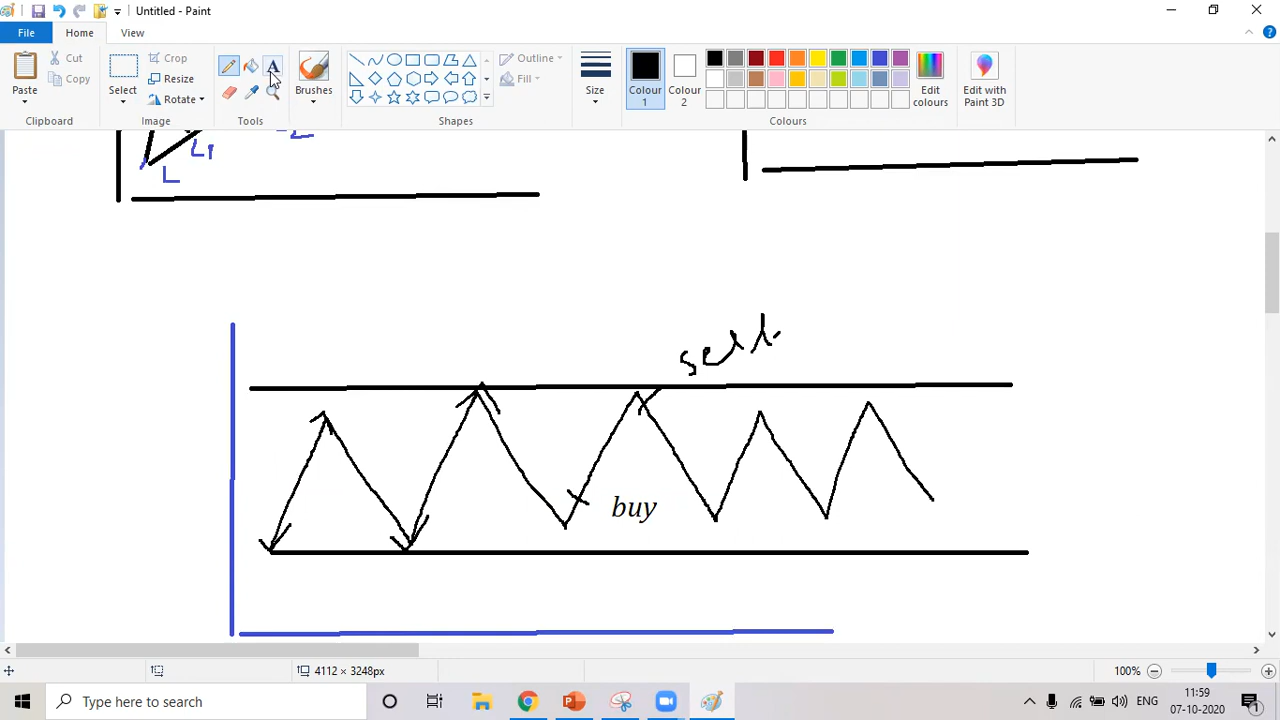 Untitled - Paint
File
Home
View
Paste
Cut
Copy
Clipboard
Select
Crop
Resize
Rotate
Image
A
Tools
Brushes
Outline
Fill
Shapes
Size
Colour 1
Colour 2
Edit colours
Edit with Paint 3D
Colours
L1
L
sell
buy
4112 × 3248px
100%
Type here to search
ENG
11:59
07-10-2020